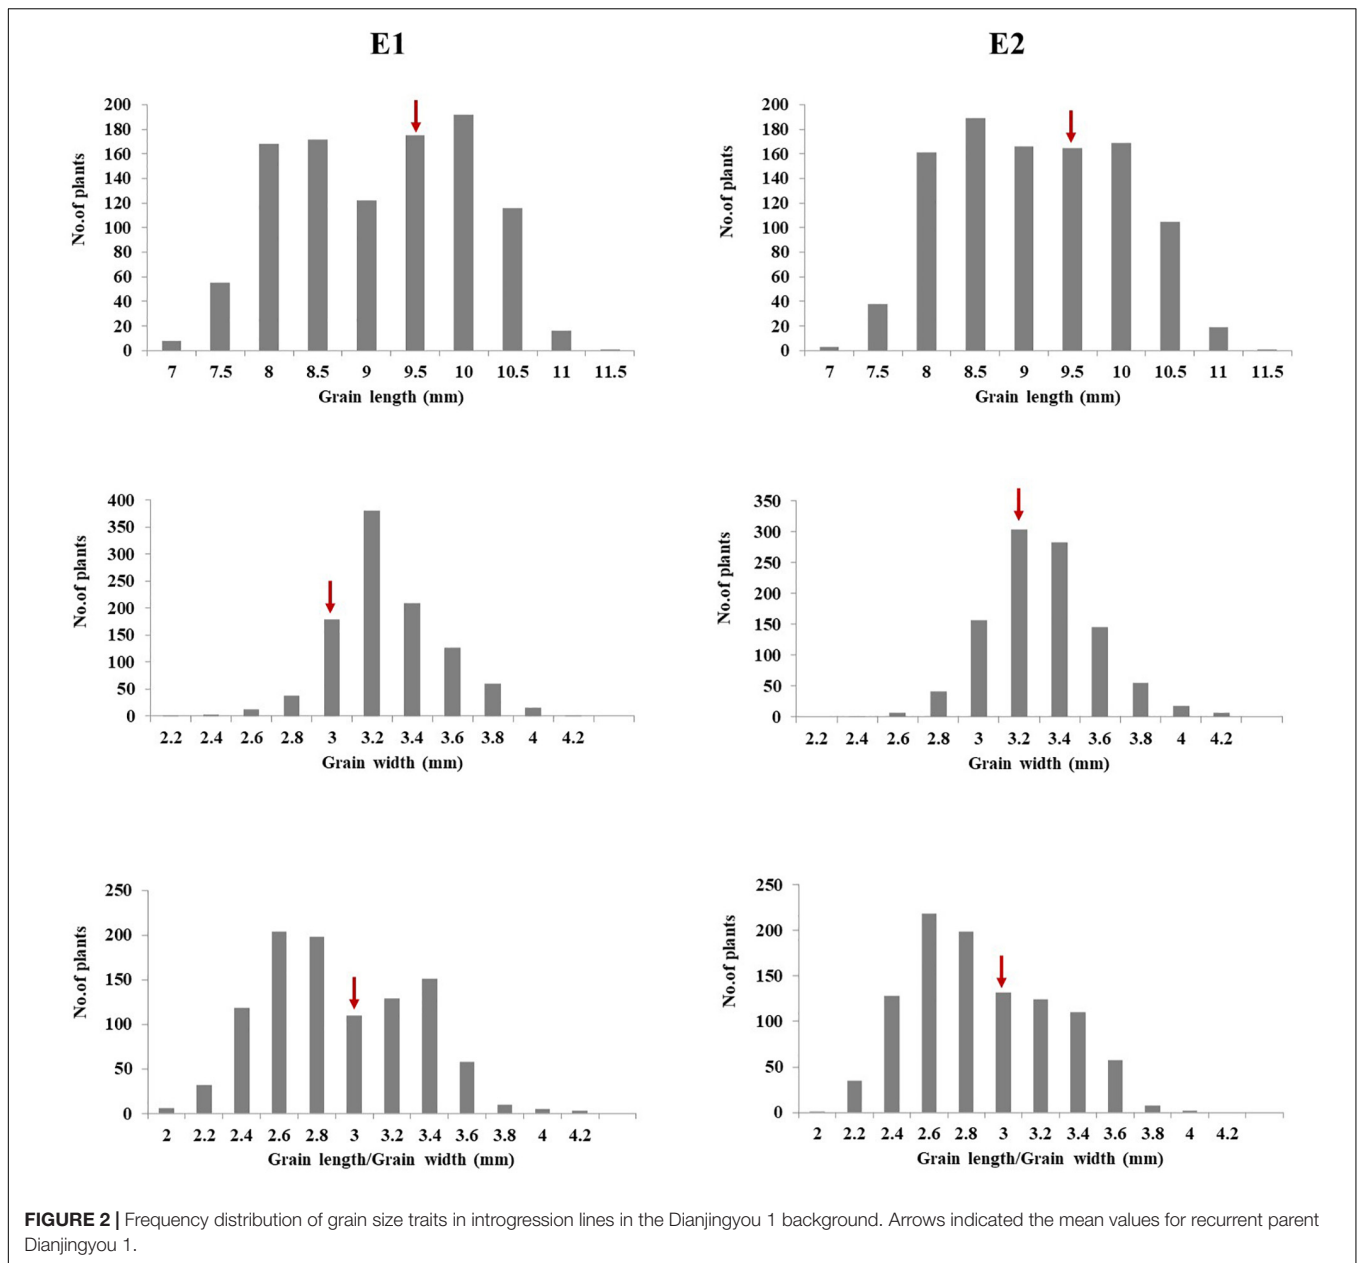 E1
E2
200
180
160
140
120
100
80
60
40
20
0
No.of plants
7 7.5 8 8.5 9 9.5 10 10.5 11 11.5
Grain length (mm)
200
180
160
140
120
100
80
60
40
20
0
No.of plants
7 7.5 8 8.5 9 9.5 10 10.5 11 11.5
Grain length (mm)
400
350
300
250
200
150
100
50
0
No.of plants
2.2 2.4 2.6 2.8 3 3.2 3.4 3.6 3.8 4 4.2
Grain width (mm)
350
300
250
200
150
100
50
0
No.of plants
2.2 2.4 2.6 2.8 3 3.2 3.4 3.6 3.8 4 4.2
Grain width (mm)
250
200
150
100
50
0
No.of plants
2 2.2 2.4 2.6 2.8 3 3.2 3.4 3.6 3.8 4 4.2
Grain length/Grain width (mm)
250
200
150
100
50
0
No.of plants
2 2.2 2.4 2.6 2.8 3 3.2 3.4 3.6 3.8 4 4.2
Grain length/Grain width (mm)
FIGURE 2 | Frequency distribution of grain size traits in introgression lines in the Dianjingyou 1 background. Arrows indicated the mean values for recurrent parent
Dianjingyou 1.